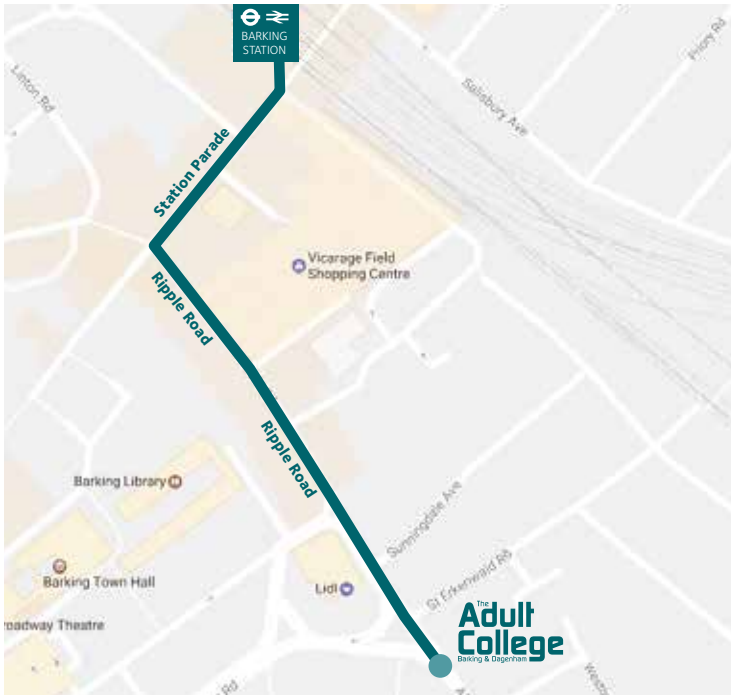 BARKING
STATION
Priory Rd
Linton Rd
Salisbury Ave
Station Parade
Vicarage Field
Shopping Centre
Ripple Road
Ripple Road
Barking Library
Sunningdale Ave
Barking Town Hall
St Erkenwald Rd
Lidl
roadway Theatre
The
Adult
College
Barking & Dagenham
Rd